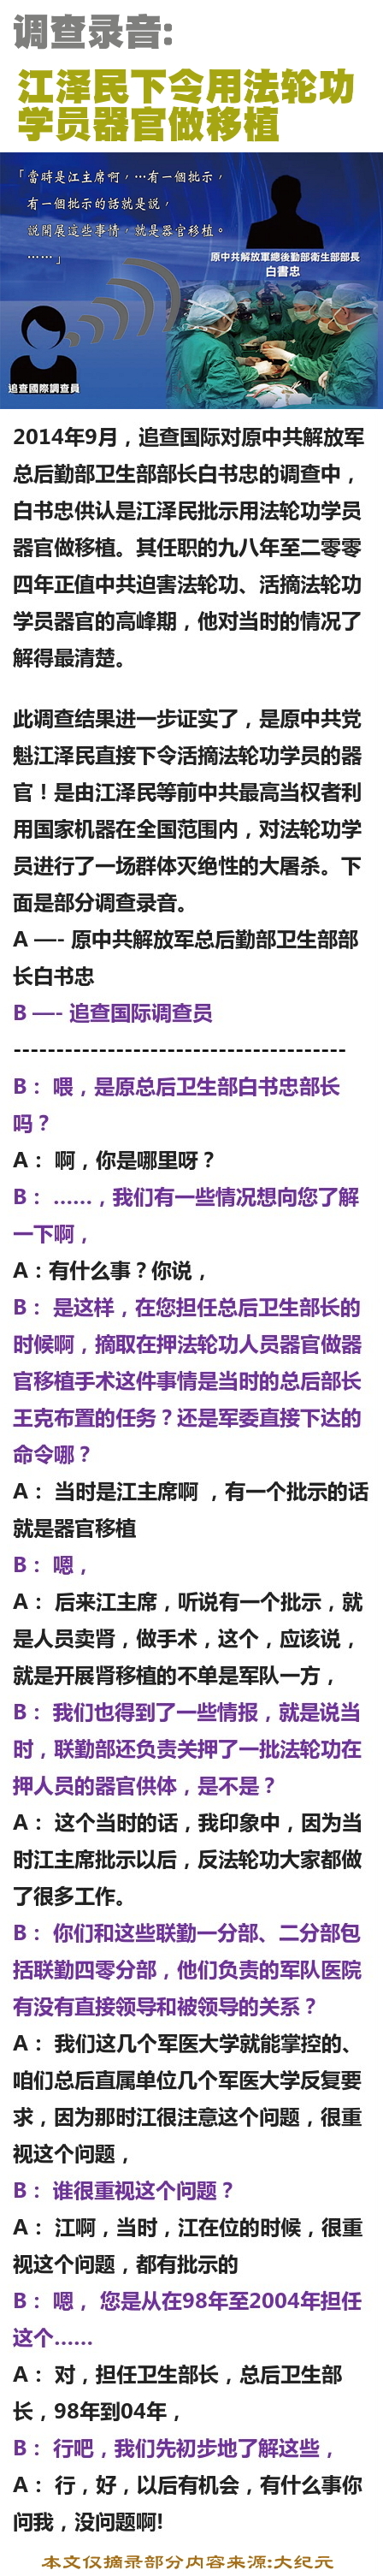 调查录音:
江泽民下令用法轮功
学员器官做移植
「當時是江主席啊，…有一個批示，
有一個批示的話就是說，
說開展這些事情，就是器官移植。
……」
原中共解放軍總後勤部衛生部部長
白書忠
追查國際調查員
2014年9月，追查国际对原中共解放军
总后勤部卫生部部长白书忠的调查中，
白书忠供认是江泽民批示用法轮功学员
器官做移植。其任职的九八年至二零零
四年正值中共迫害法轮功、活摘法轮功
学员器官的高峰期，他对当时的情况了
解得最清楚。
此调查结果进一步证实了，是原中共党
魁江泽民直接下令活摘法轮功学员的器
官！是由江泽民等前中共最高当权者利
用国家机器在全国范围内，对法轮功学
员进行了一场群体灭绝性的大屠杀。下
面是部分调查录音。
A —- 原中共解放军总后勤部卫生部部
长白书忠
B —- 追查国际调查员
---------------------------------------
B： 喂，是原总后卫生部白书忠部长
吗？
A： 啊，你是哪里呀？
B： ……，我们有一些情况想向您了解
一下啊，
A：有什么事？你说，
B： 是这样，在您担任总后卫生部长的
时候啊，摘取在押法轮功人员器官做器
官移植手术这件事情是当时的总后部长
王克布置的任务？还是军委直接下达的
命令哪？
A： 当时是江主席啊 ，有一个批示的话
就是器官移植
B： 嗯，
A： 后来江主席，听说有一个批示，就
是人员卖肾，做手术，这个，应该说，
就是开展肾移植的不单是军队一方，
B： 我们也得到了一些情报，就是说当
时，联勤部还负责关押了一批法轮功在
押人员的器官供体，是不是？
A： 这个当时的话，我印象中，因为当
时江主席批示以后，反法轮功大家都做
了很多工作。
B： 你们和这些联勤一分部、二分部包
括联勤四零分部，他们负责的军队医院
有没有直接领导和被领导的关系？
A： 我们这几个军医大学就能掌控的、
咱们总后直属单位几个军医大学反复要
求，因为那时江很注意这个问题，很重
视这个问题，
B： 谁很重视这个问题？
A： 江啊，当时，江在位的时候，很重
视这个问题，都有批示的
B： 嗯， 您是从在98年至2004年担任
这个……
A： 对，担任卫生部长，总后卫生部
长，98年到04年，
B： 行吧，我们先初步地了解这些，
A： 行，好，以后有机会，有什么事你
问我，没问题啊!
本文仅摘录部分内容来源:大纪元